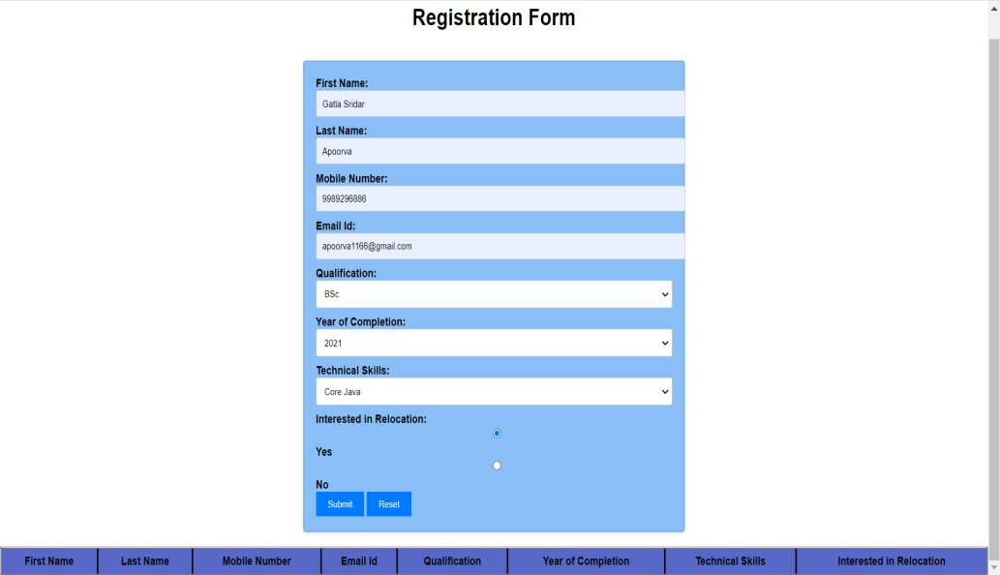 Registration Form
First Name:
Gatla Sridar
Last Name:
Apoorva
Mobile Number:
9989296886
Email Id:
apoorva1166@gmail.com
Qualification:
BSc
Year of Completion:
2021
Technical Skills:
Core Java
Interested in Relocation:
Yes
No
Submit Reset
First Name Last Name Mobile Number Email Id Qualification Year of Completion Technical Skills Interested in Relocation